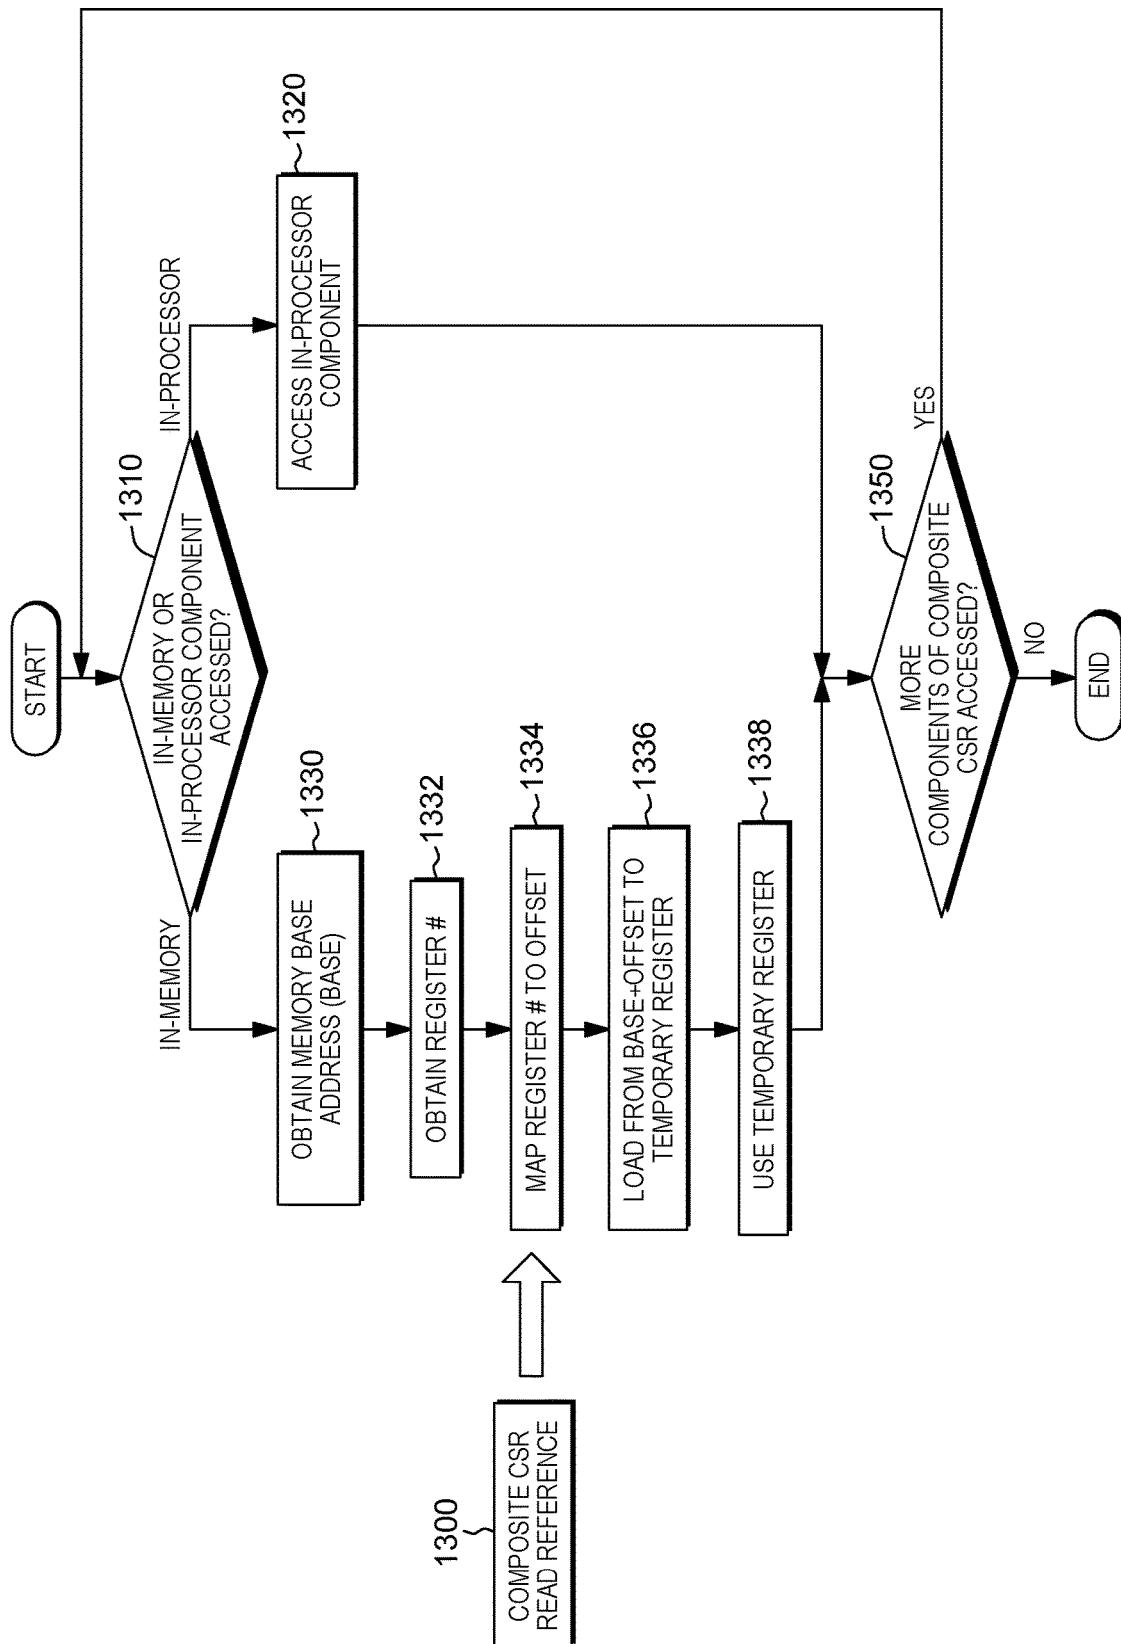 START
IN-MEMORY OR
IN-PROCESSOR COMPONENT
ACCESSED?
1310
IN-MEMORY
IN-PROCESSOR
ACCESS IN-PROCESSOR
COMPONENT
1320
OBTAIN MEMORY BASE
ADDRESS (BASE)
1330
OBTAIN REGISTER #
1332
1300
COMPOSITE CSR
READ REFERENCE
MAP REGISTER # TO OFFSET
1334
LOAD FROM BASE+OFFSET TO
TEMPORARY REGISTER
1336
USE TEMPORARY REGISTER
1338
MORE
COMPONENTS OF COMPOSITE
CSR ACCESSED?
1350
YES
NO
END